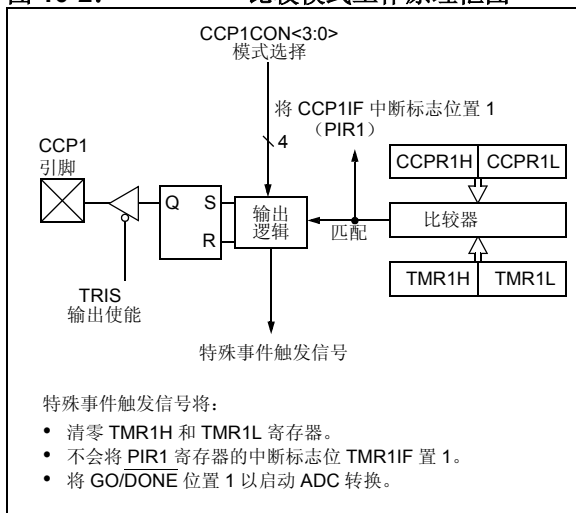 CCP1CON<3:0>
模式选择
将 CCP1IF 中断标志位置 1
（PIR1）
4
CCP1
引脚
CCPR1H CCPR1L
Q S
R
输出
逻辑
匹配
比较器
TRIS
输出使能
TMR1H TMR1L
特殊事件触发信号
特殊事件触发信号将：
• 清零 TMR1H 和 TMR1L 寄存器。
• 不会将 PIR1 寄存器的中断标志位 TMR1IF 置 1。
• 将 GO/DONE 位置 1 以启动 ADC 转换。